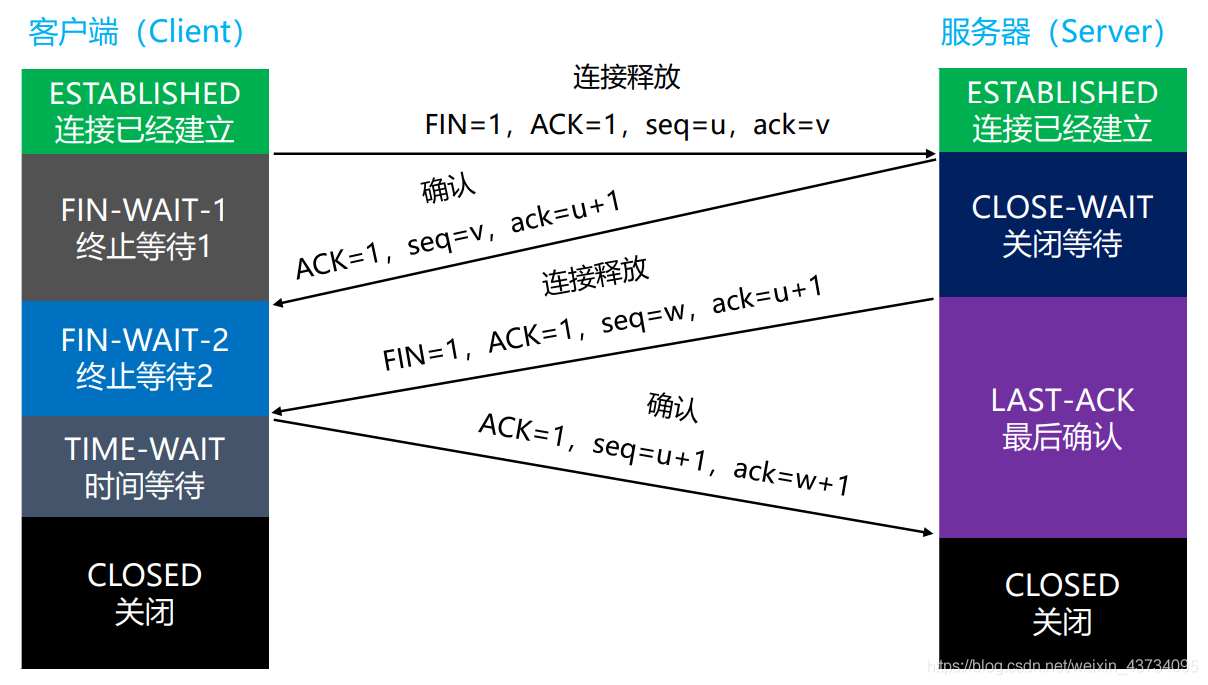 客户端（Client）
服务器（Server）
ESTABLISHED
连接已经建立
连接释放
FIN=1，ACK=1，seq=u，ack=v
ESTABLISHED
连接已经建立
FIN-WAIT-1
终止等待1
确认
ACK=1，seq=v，ack=u+1
CLOSE-WAIT
关闭等待
连接释放
FIN=1，ACK=1，seq=w，ack=u+1
FIN-WAIT-2
终止等待2
LAST-ACK
最后确认
TIME-WAIT
时间等待
确认
ACK=1，seq=u+1，ack=w+1
CLOSED
关闭
CLOSED
关闭
https://blog.csdn.net/weixin_43734095